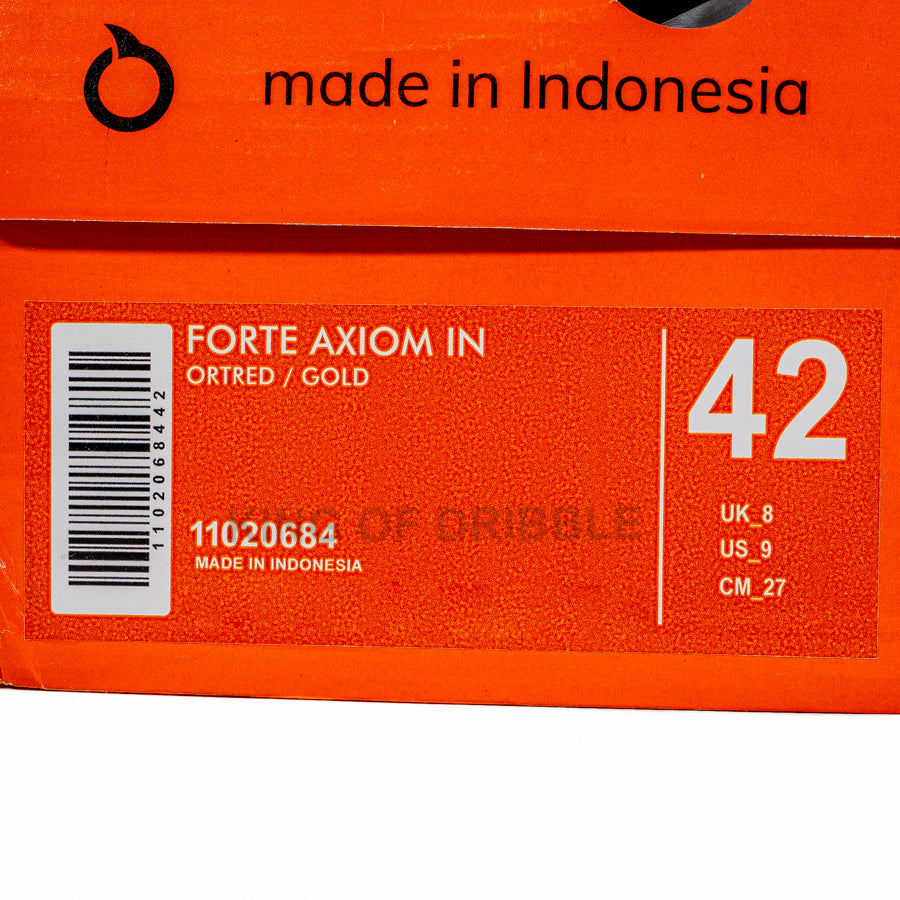 made in Indonesia
FORTE AXIOM IN
ORTRED / GOLD
1102068442
KING OF DRIBBLE
11020684
MADE IN INDONESIA
42
UK_8
US_9
CM_27